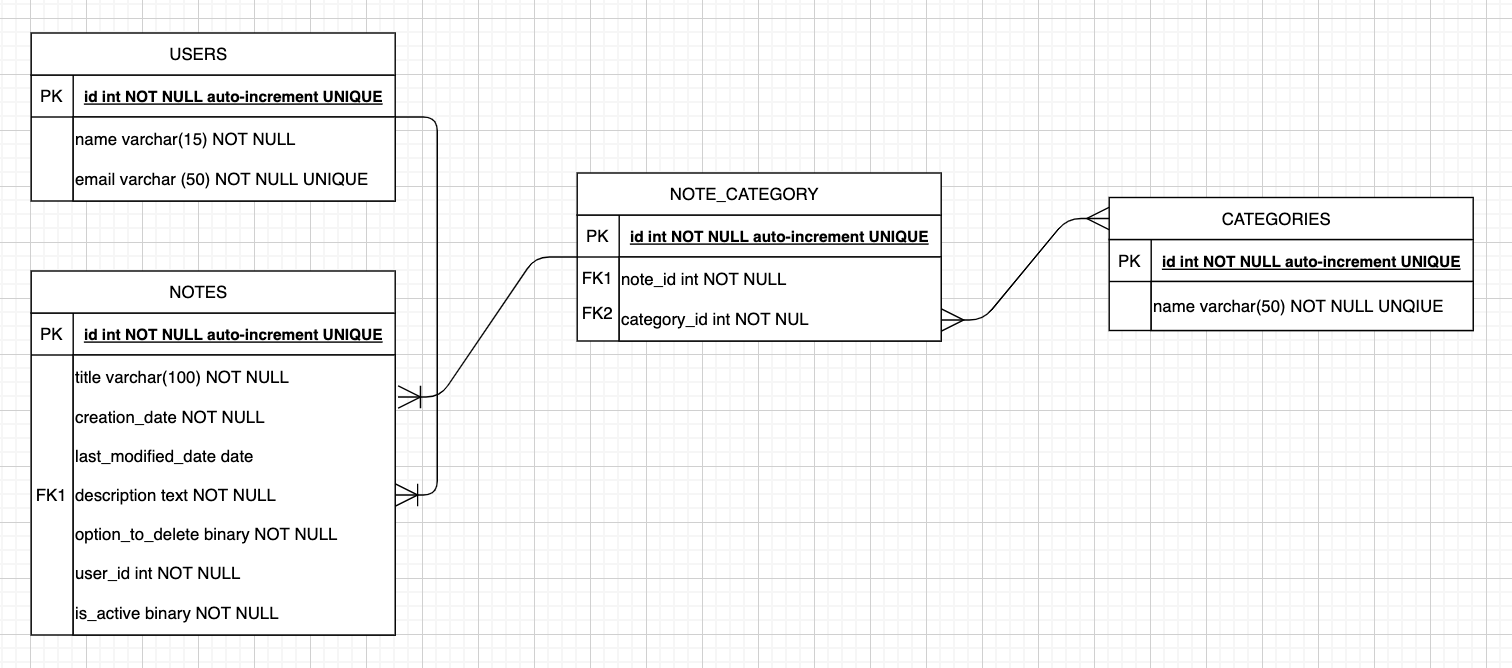 USERS
PK id int NOT NULL auto-increment UNIQUE
name varchar(15) NOT NULL
email varchar (50) NOT NULL UNIQUE
NOTES
PK id int NOT NULL auto-increment UNIQUE
title varchar(100) NOT NULL
creation_date NOT NULL
last_modified_date date
FK1 description text NOT NULL
option_to_delete binary NOT NULL
user_id int NOT NULL
is_active binary NOT NULL
NOTE_CATEGORY
PK id int NOT NULL auto-increment UNIQUE
FK1 note_id int NOT NULL
FK2 category_id int NOT NUL
CATEGORIES
PK id int NOT NULL auto-increment UNIQUE
name varchar(50) NOT NULL UNQIUE